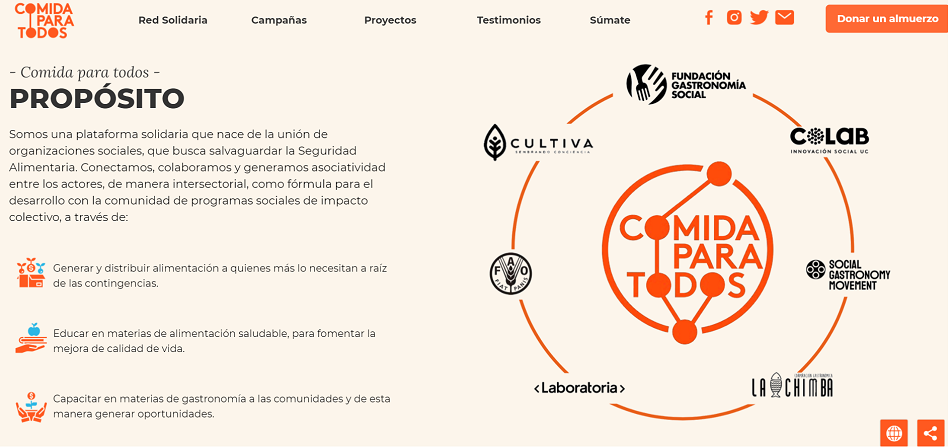 COMIDA
PARA
TODOS
Red Solidaria
Campañas
Proyectos
Testimonios
Súmate
Donar un almuerzo
- Comida para todos -
PROPÓSITO
Somos una plataforma solidaria que nace de la unión de
organizaciones sociales, que busca salvaguardar la Seguridad
Alimentaria. Conectamos, colaboramos y generamos asociatividad
entre los actores, de manera intersectorial, como fórmula para el
desarrollo con la comunidad de programas sociales de impacto
colectivo, a través de:
Generar y distribuir alimentación a quienes más lo necesitan a raíz
de las contingencias.
Educar en materias de alimentación saludable, para fomentar la
mejora de calidad de vida.
Capacitar en materias de gastronomía a las comunidades y de esta
manera generar oportunidades.
FUNDACIÓN
GASTRONOMÍA
SOCIAL
CULTIVA
SEMBRANDO CONCIENCIA
COLAB
INNOVACIÓN SOCIAL UC
COMIDA
PARA
TODOS
FAO
FIAT PANIS
SOCIAL
GASTRONOMY
MOVEMENT
<Laboratoria>
LA CHIMBA